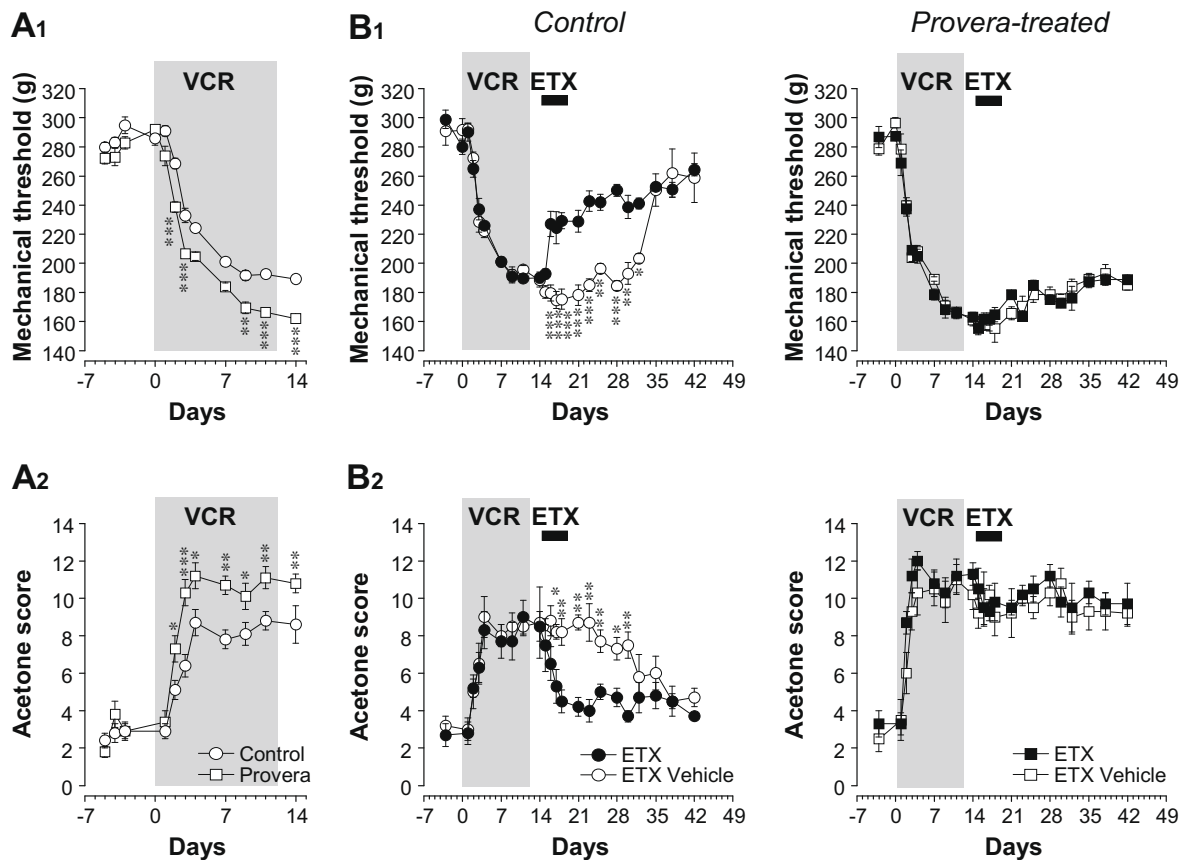 A1
VCR
Mechanical threshold (g)
320
300
280
260
240
220
200
180
160
140
***
***
**
***
***
-7 0 7 14
Days
B1
Control
VCR
ETX
Mechanical threshold (g)
320
300
280
260
240
220
200
180
160
140
***
***
***
***
***
**
***
***
*
-7 0 7 14 21 28 35 42 49
Days
Provera-treated
VCR
ETX
Mechanical threshold (g)
320
300
280
260
240
220
200
180
160
140
-7 0 7 14 21 28 35 42 49
Days
A2
VCR
Acetone score
14
12
10
8
6
4
2
0
*
***
*
**
*
**
**
Control
Provera
-7 0 7 14
Days
B2
VCR
ETX
Acetone score
14
12
10
8
6
4
2
0
*
**
**
**
*
*
**
ETX
ETX Vehicle
-7 0 7 14 21 28 35 42 49
Days
VCR
ETX
Acetone score
14
12
10
8
6
4
2
0
ETX
ETX Vehicle
-7 0 7 14 21 28 35 42 49
Days